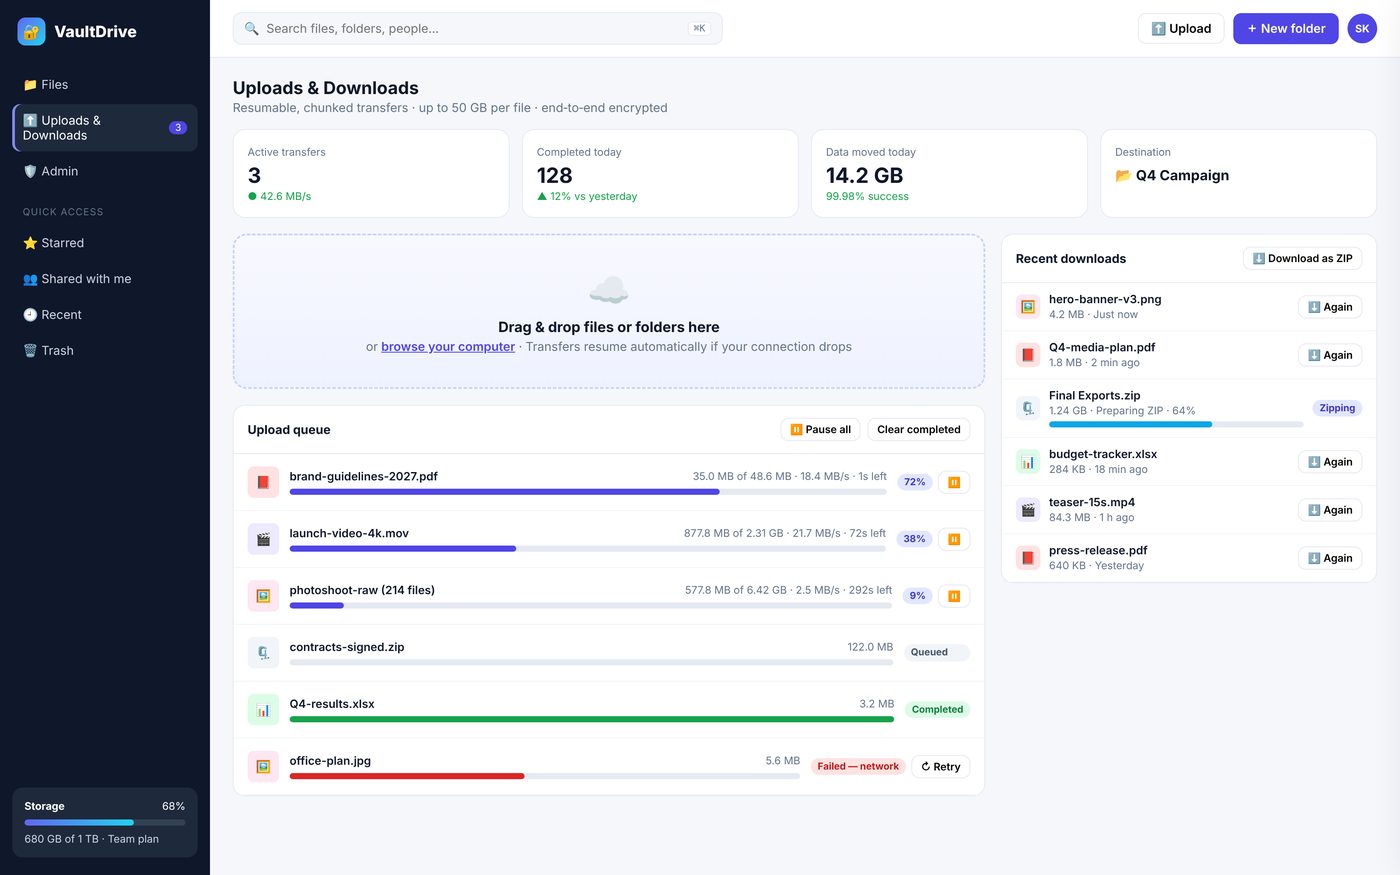 VaultDrive
📁 Files
⬆️ Uploads &
Downloads
3
🛡️ Admin
QUICK ACCESS
⭐ Starred
👥 Shared with me
🕘 Recent
🗑️ Trash
Storage 68%
680 GB of 1 TB · Team plan
🔍 Search files, folders, people... ⌘K
⬆️ Upload
+ New folder
SK
Uploads & Downloads
Resumable, chunked transfers · up to 50 GB per file · end-to-end encrypted
Active transfers
3
● 42.6 MB/s
Completed today
128
▲ 12% vs yesterday
Data moved today
14.2 GB
99.98% success
Destination
📂 Q4 Campaign
Drag & drop files or folders here
or browse your computer · Transfers resume automatically if your connection drops
Upload queue
⏸️ Pause all
Clear completed
brand-guidelines-2027.pdf 35.0 MB of 48.6 MB · 18.4 MB/s · 1s left 72% ⏸️
launch-video-4k.mov 877.8 MB of 2.31 GB · 21.7 MB/s · 72s left 38% ⏸️
photoshoot-raw (214 files) 577.8 MB of 6.42 GB · 2.5 MB/s · 292s left 9% ⏸️
contracts-signed.zip 122.0 MB Queued
Q4-results.xlsx 3.2 MB Completed
office-plan.jpg 5.6 MB Failed — network ↻ Retry
Recent downloads
⬇️ Download as ZIP
hero-banner-v3.png
4.2 MB · Just now
⬇️ Again
Q4-media-plan.pdf
1.8 MB · 2 min ago
⬇️ Again
Final Exports.zip
1.24 GB · Preparing ZIP · 64%
Zipping
budget-tracker.xlsx
284 KB · 18 min ago
⬇️ Again
teaser-15s.mp4
84.3 MB · 1 h ago
⬇️ Again
press-release.pdf
640 KB · Yesterday
⬇️ Again